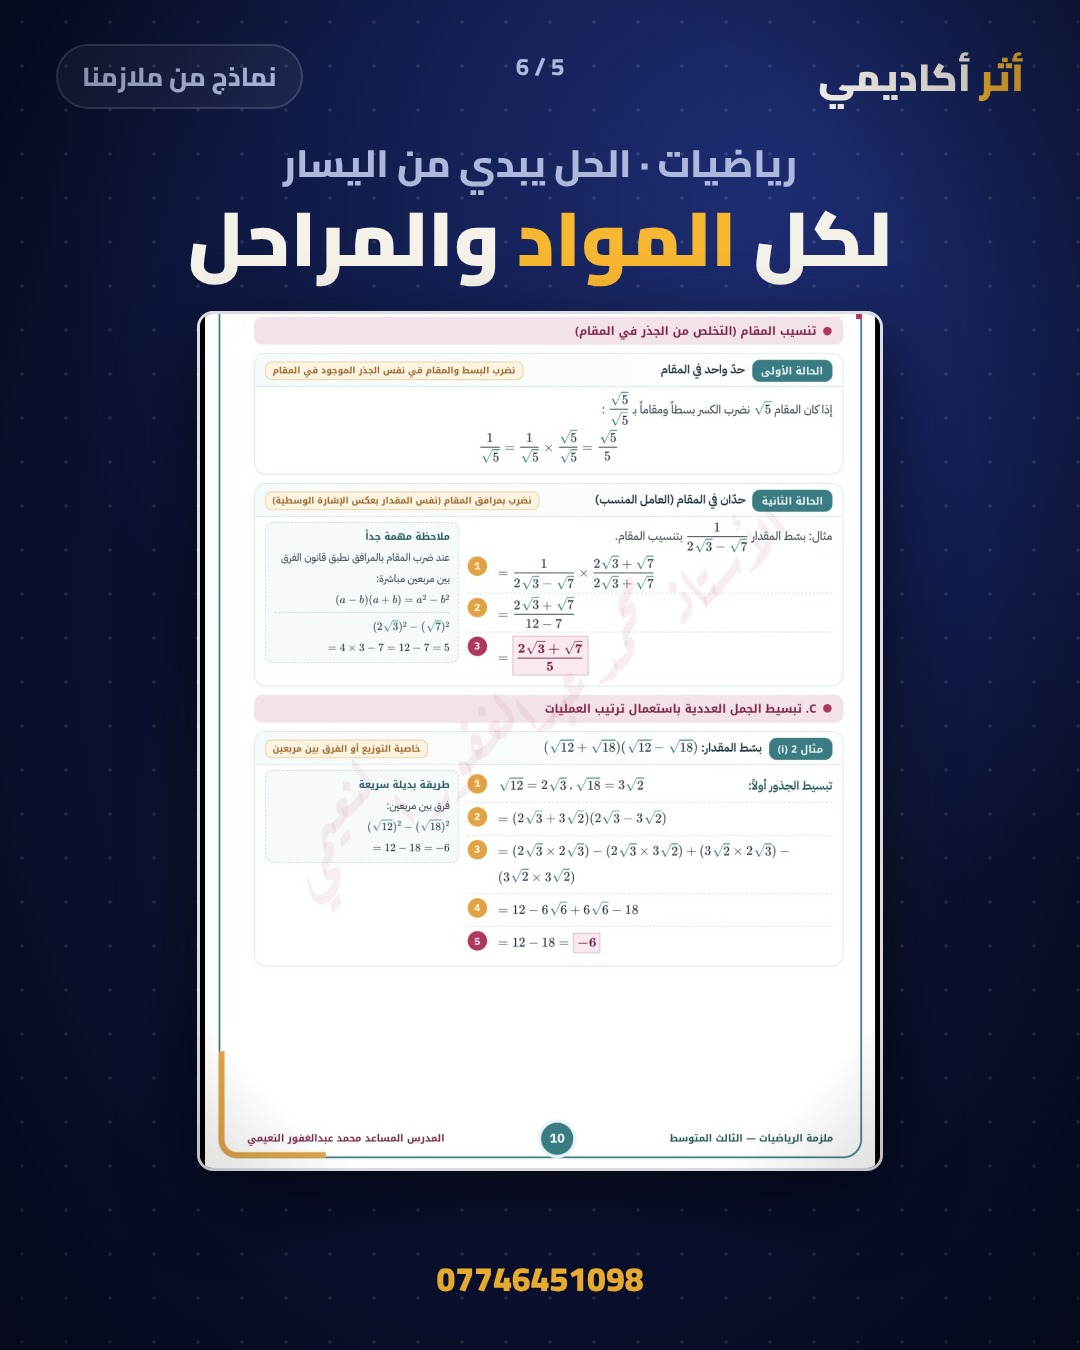 أثر أكاديمي
6 / 5
نماذج من ملازمنا
رياضيات · الحل يبدي من اليسار
لكل المواد والمراحل
تنسيب المقام (التخلص من الجذر في المقام)
الحالة الأولى حدّ واحد في المقام
نضرب البسط والمقام في نفس الجذر الموجود في المقام
إذا كان المقام √5 نضرب الكسر بسطاً ومقاماً بـ √5/√5 :
1/√5 = 1/√5 × √5/√5 = √5/5
الحالة الثانية حدّان في المقام (العامل المنسب)
نضرب بمرافق المقام (نفس المقدار بعكس الإشارة الوسطية)
مثال: بسّط المقدار 1/(2√3 − √7) بتنسيب المقام.
1 = 1/(2√3 − √7) × (2√3 + √7)/(2√3 + √7)
2 = (2√3 + √7)/(12 − 7)
3 = (2√3 + √7)/5
ملاحظة مهمة جداً
عند ضرب المقام بالمرافق نطبق قانون الفرق
بين مربعين مباشرة:
(a − b)(a + b) = a² − b²
(2√3)² − (√7)²
= 4 × 3 − 7 = 12 − 7 = 5
C. تبسيط الجمل العددية باستعمال ترتيب العمليات
مثال 2 (i) بسّط المقدار: (√12 + √18)(√12 − √18)
خاصية التوزيع أو الفرق بين مربعين
تبسيط الجذور أولاً:
1 √12 = 2√3 ، √18 = 3√2
2 = (2√3 + 3√2)(2√3 − 3√2)
3 = (2√3 × 2√3) − (2√3 × 3√2) + (3√2 × 2√3) −
(3√2 × 3√2)
4 = 12 − 6√6 + 6√6 − 18
5 = 12 − 18 = −6
طريقة بديلة سريعة
فرق بين مربعين:
(√12)² − (√18)²
= 12 − 18 = −6
الأستاذ محمد عبدالغفور النعيمي
ملزمة الرياضيات — الثالث المتوسط
10
المدرس المساعد محمد عبدالغفور النعيمي
07746451098